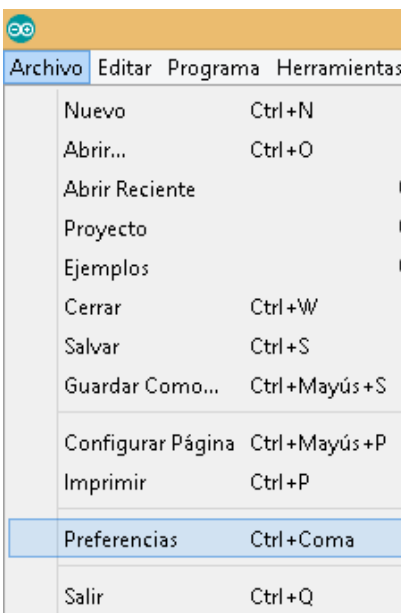 Archivo Editar Programa Herramientas
Nuevo Ctrl+N
Abrir... Ctrl+O
Abrir Reciente
Proyecto
Ejemplos
Cerrar Ctrl+W
Salvar Ctrl+S
Guardar Como... Ctrl+Mayús+S
Configurar Página Ctrl+Mayús+P
Imprimir Ctrl+P
Preferencias Ctrl+Coma
Salir Ctrl+Q